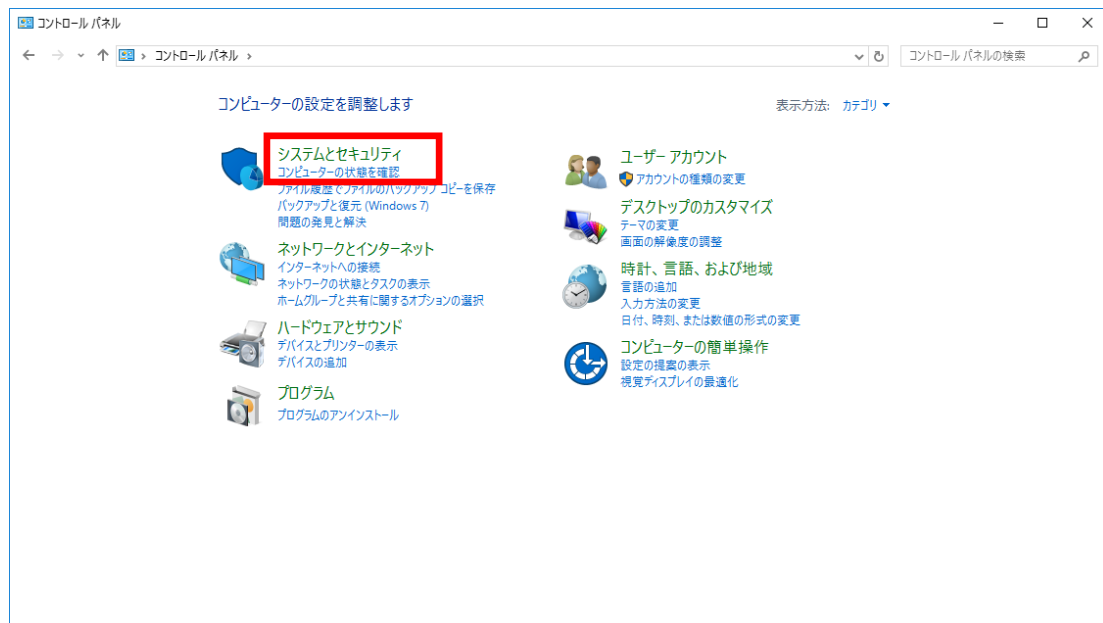 コントロール パネル
コントロール パネル
コントロール パネルの検索
コンピューターの設定を調整します
表示方法: カテゴリ
システムとセキュリティ
コンピューターの状態を確認
ファイル履歴でファイルのバックアップ コピーを保存
バックアップと復元 (Windows 7)
問題の発見と解決
ネットワークとインターネット
インターネットへの接続
ネットワークの状態とタスクの表示
ホームグループと共有に関するオプションの選択
ハードウェアとサウンド
デバイスとプリンターの表示
デバイスの追加
プログラム
プログラムのアンインストール
ユーザー アカウント
アカウントの種類の変更
デスクトップのカスタマイズ
テーマの変更
画面の解像度の調整
時計、言語、および地域
言語の追加
入力方法の変更
日付、時刻、または数値の形式の変更
コンピューターの簡単操作
設定の提案の表示
視覚ディスプレイの最適化